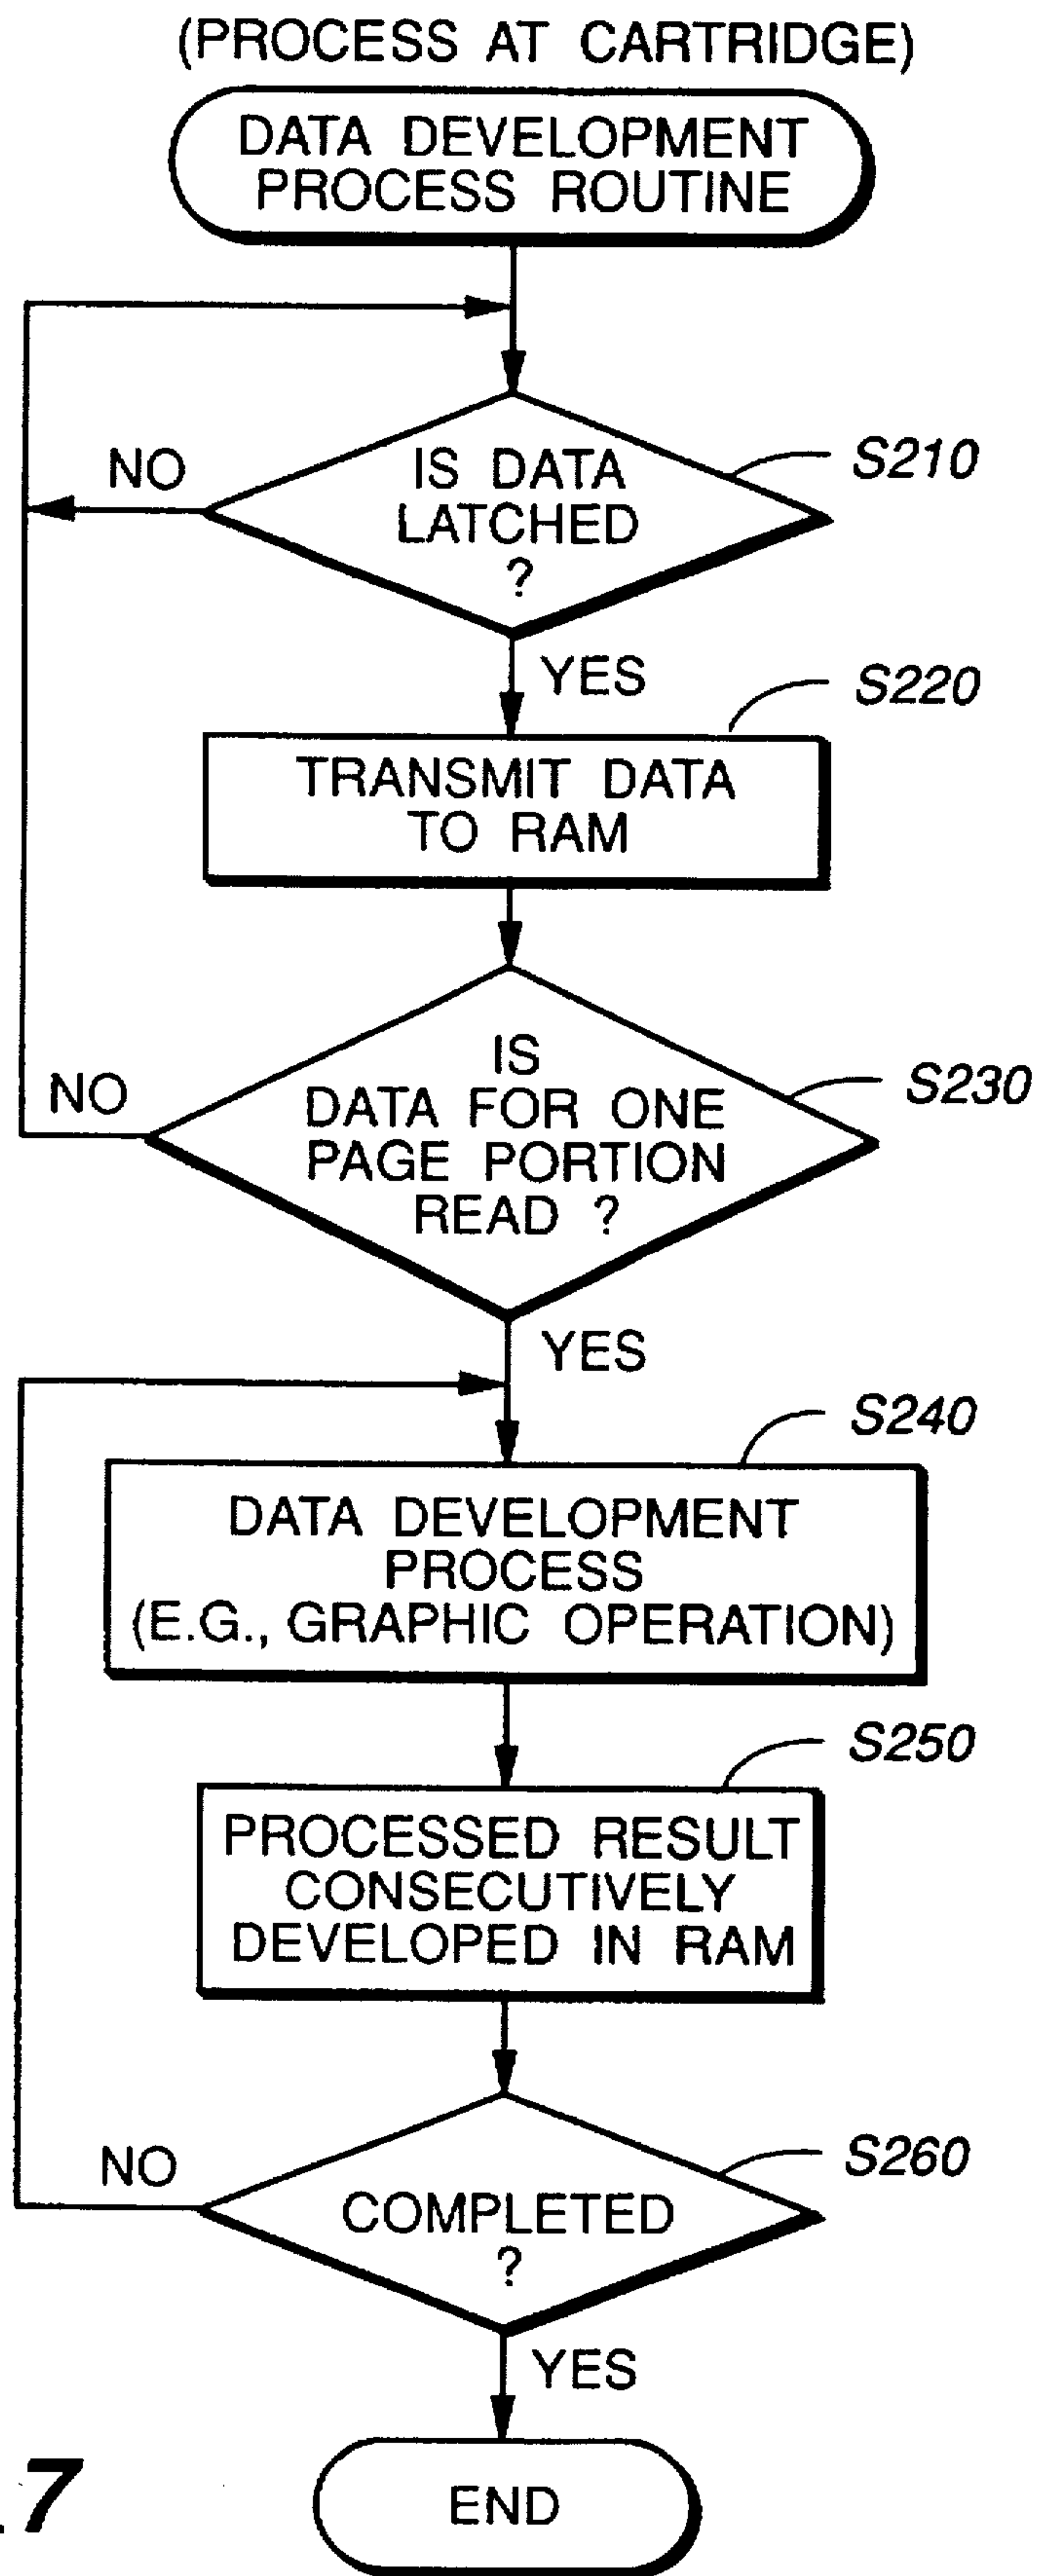 (PROCESS AT CARTRIDGE)
DATA DEVELOPMENT
PROCESS ROUTINE
NO
IS DATA
LATCHED
?
S210
YES
S220
TRANSMIT DATA
TO RAM
NO
IS
DATA FOR ONE
PAGE PORTION
READ ?
S230
YES
S240
DATA DEVELOPMENT
PROCESS
(E.G., GRAPHIC OPERATION)
S250
PROCESSED RESULT
CONSECUTIVELY
DEVELOPED IN RAM
NO
COMPLETED
?
S260
YES
.7
END